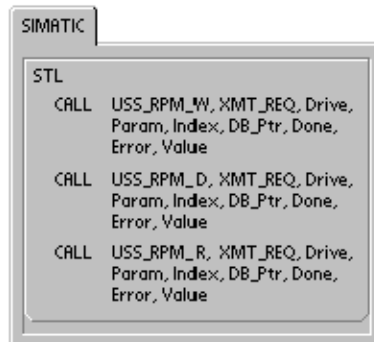 SIMATIC
STL
CALL USS_RPM_W, XMT_REQ, Drive,
Param, Index, DB_Ptr, Done,
Error, Value
CALL USS_RPM_D, XMT_REQ, Drive,
Param, Index, DB_Ptr, Done,
Error, Value
CALL USS_RPM_R, XMT_REQ, Drive,
Param, Index, DB_Ptr, Done,
Error, Value